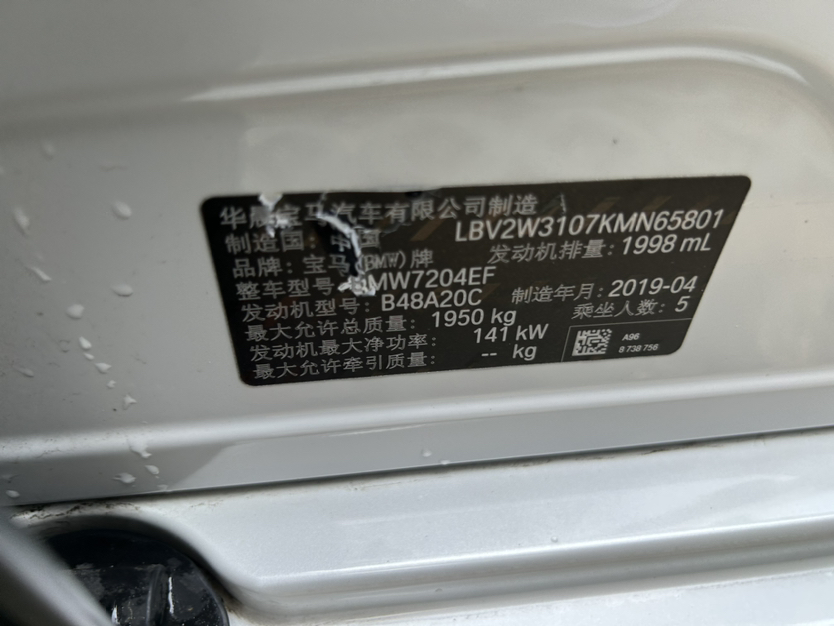 华晨宝马汽车有限公司制造
制造国: 中国 LBV2W3107KMN65801
品牌: 宝马(BMW)牌 发动机排量: 1998 mL
整车型号: BMW7204EF
发动机型号: B48A20C 制造年月: 2019-04
最大允许总质量: 1950 kg 乘坐人数: 5
发动机最大净功率: 141 kW
最大允许牵引质量: -- kg
A96
8 738 756